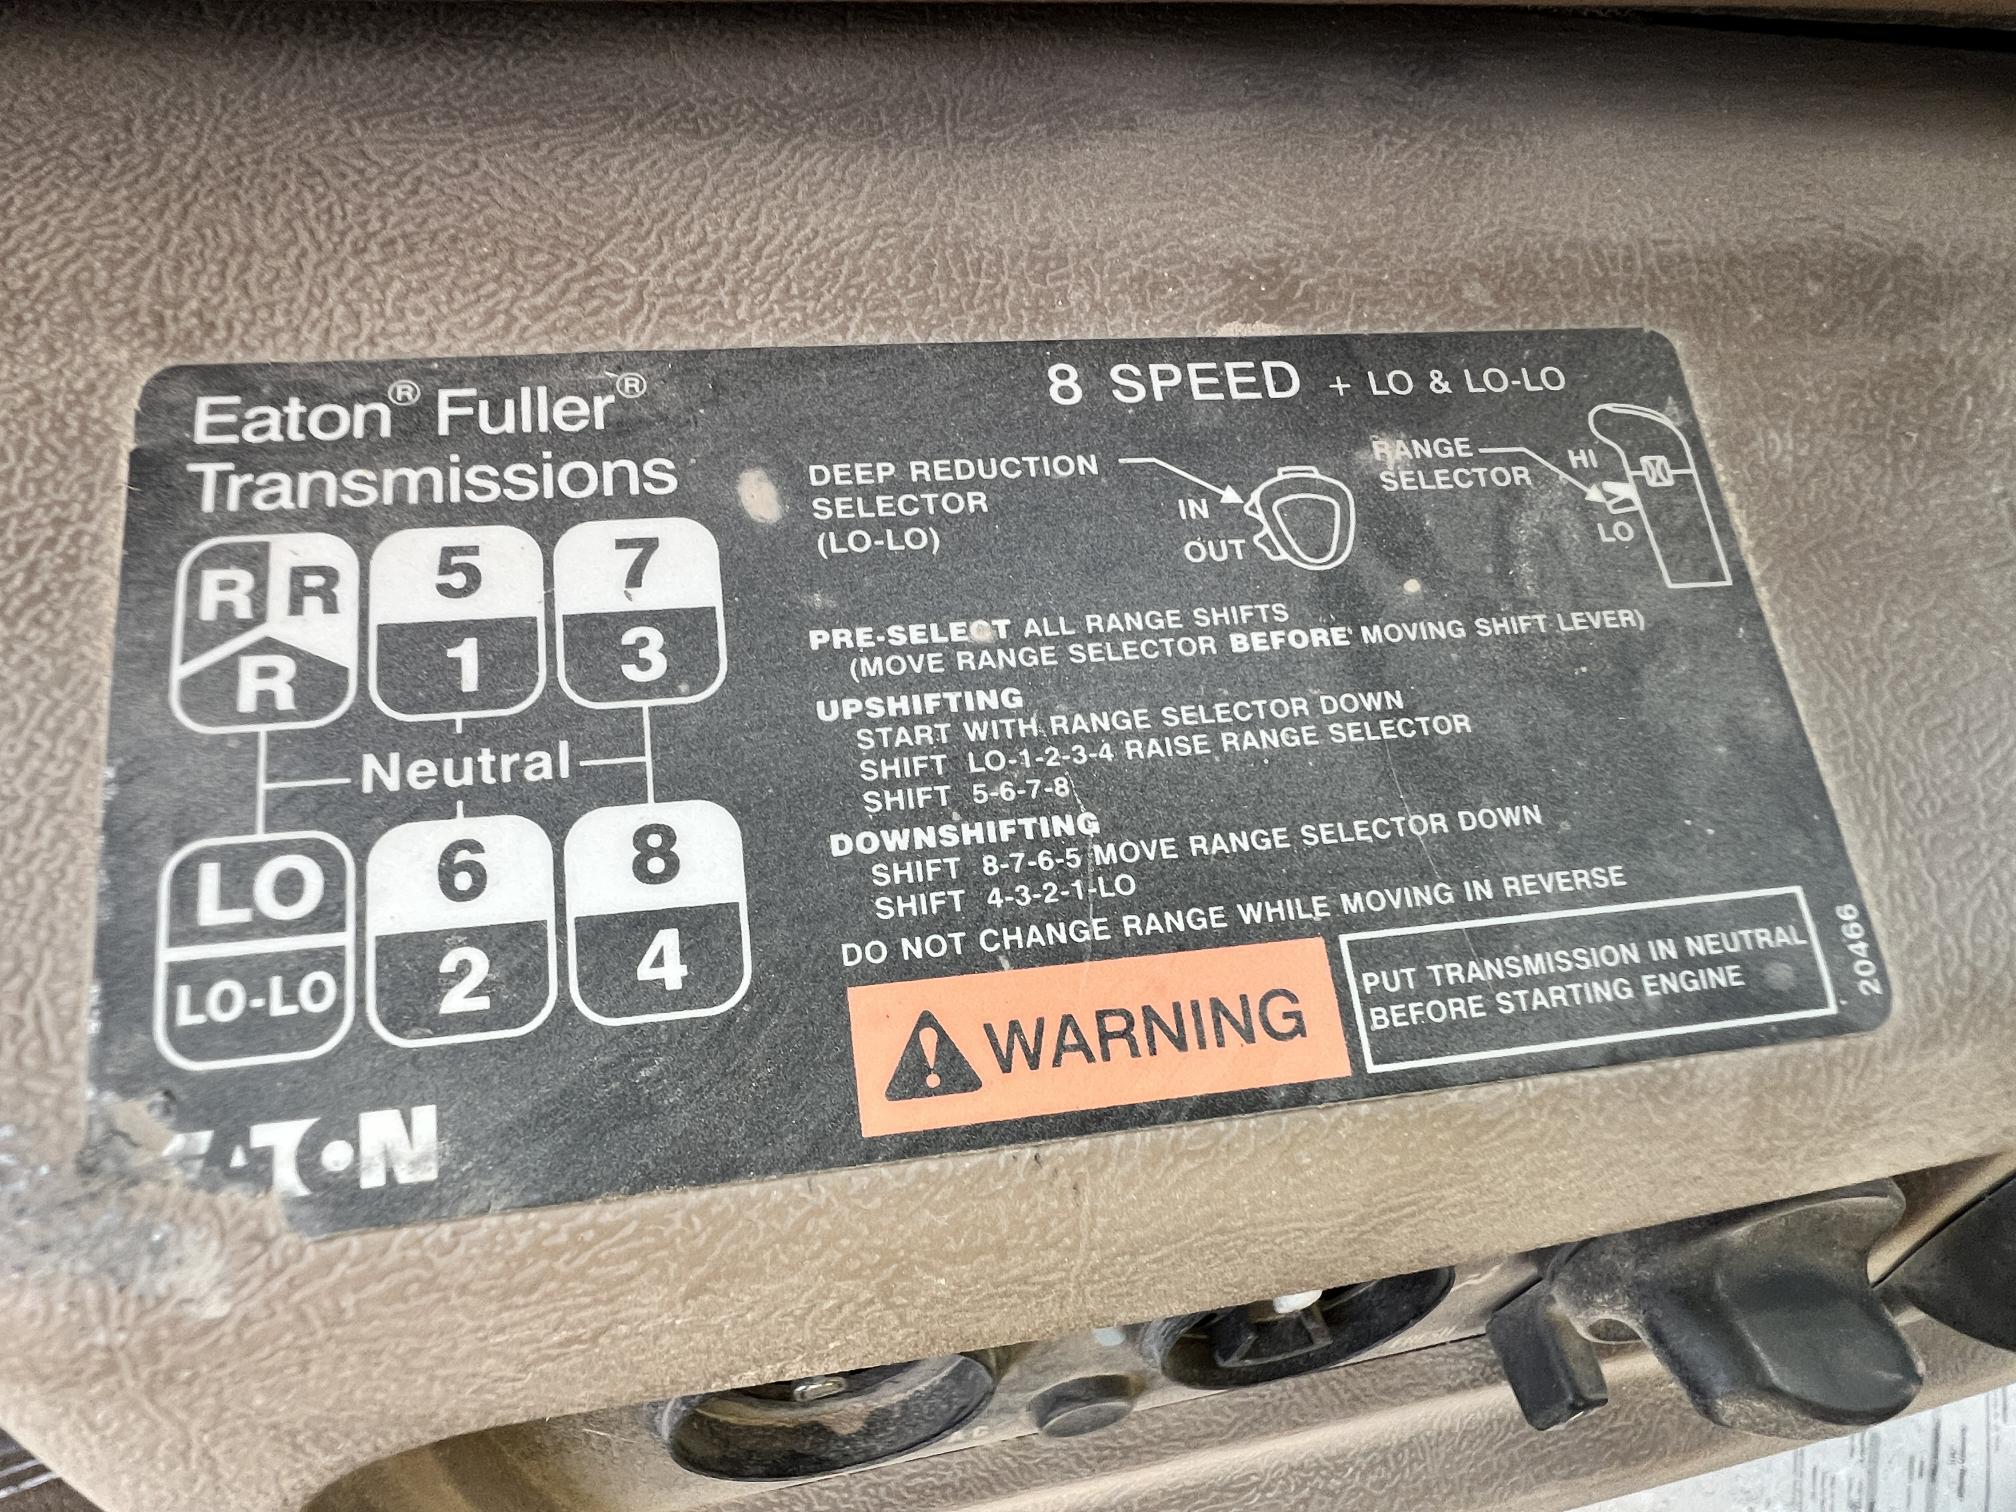 Eaton® Fuller®
Transmissions
8 SPEED + LO & LO-LO
DEEP REDUCTION
SELECTOR
(LO-LO)
IN
OUT
RANGE
SELECTOR
HI
LO
R R
R
5
1
7
3
Neutral
LO
LO-LO
6
2
8
4
PRE-SELECT ALL RANGE SHIFTS
(MOVE RANGE SELECTOR BEFORE MOVING SHIFT LEVER)
UPSHIFTING
START WITH RANGE SELECTOR DOWN
SHIFT LO-1-2-3-4 RAISE RANGE SELECTOR
SHIFT 5-6-7-8
DOWNSHIFTING
SHIFT 8-7-6-5 MOVE RANGE SELECTOR DOWN
SHIFT 4-3-2-1-LO
DO NOT CHANGE RANGE WHILE MOVING IN REVERSE
WARNING
PUT TRANSMISSION IN NEUTRAL
BEFORE STARTING ENGINE
20466
EATON